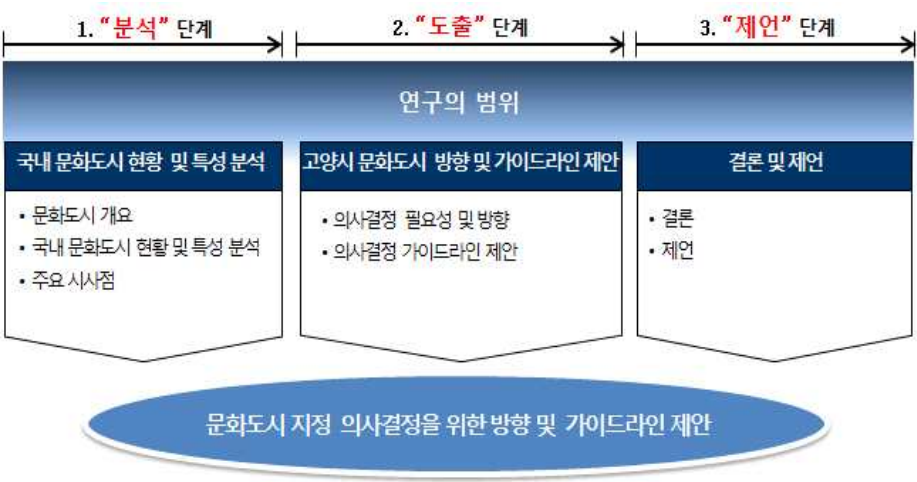 1. “분석” 단계
2. “도출” 단계
3. “제언” 단계
연구의 범위
국내 문화도시 현황 및 특성 분석
• 문화도시 개요
• 국내 문화도시 현황 및 특성 분석
• 주요 시사점
고양시 문화도시 방향 및 가이드라인 제안
• 의사결정 필요성 및 방향
• 의사결정 가이드라인 제안
결론 및 제언
• 결론
• 제언
문화도시 지정 의사결정을 위한 방향 및 가이드라인 제안